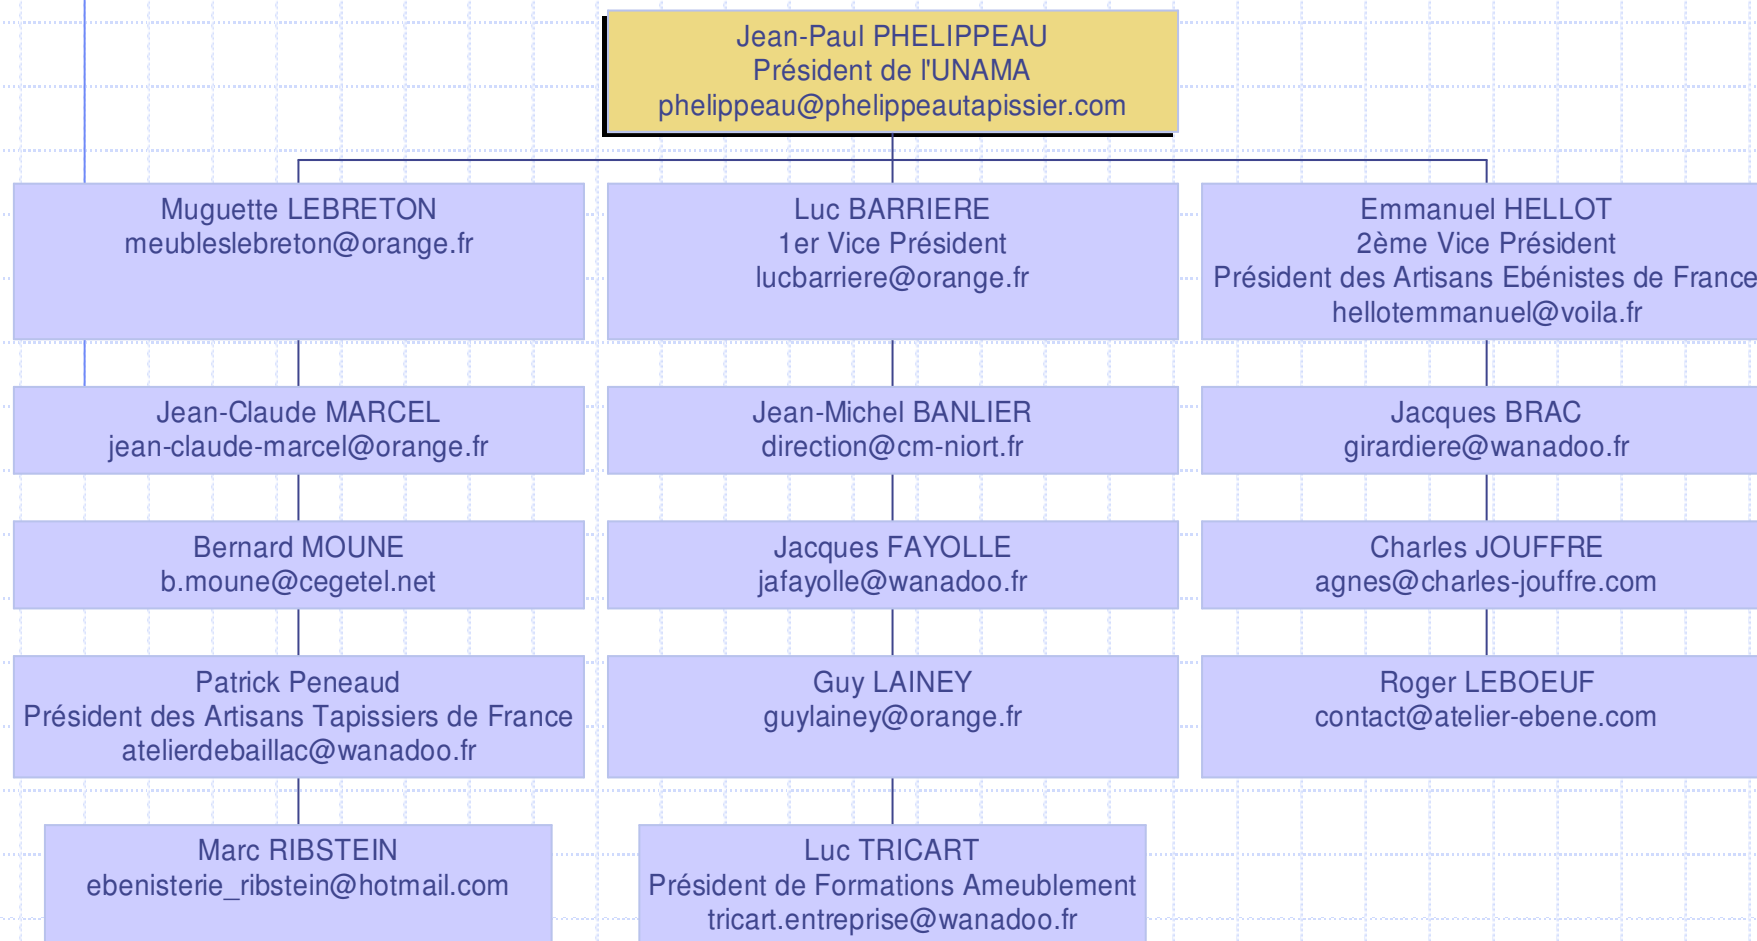 Jean-Paul PHELIPPEAU
Président de l'UNAMA
phelippeau@phelippeautapissier.com
Muguette LEBRETON
meubleslebreton@orange.fr
Luc BARRIERE
1er Vice Président
lucbarriere@orange.fr
Emmanuel HELLOT
2ème Vice Président
Président des Artisans Ebénistes de France
hellotemmanuel@voila.fr
Jean-Claude MARCEL
jean-claude-marcel@orange.fr
Jean-Michel BANLIER
direction@cm-niort.fr
Jacques BRAC
girardiere@wanadoo.fr
Bernard MOUNE
b.moune@cegetel.net
Jacques FAYOLLE
jafayolle@wanadoo.fr
Charles JOUFFRE
agnes@charles-jouffre.com
Patrick Peneaud
Président des Artisans Tapissiers de France
atelierdebaillac@wanadoo.fr
Guy LAINEY
guylainey@orange.fr
Roger LEBOEUF
contact@atelier-ebene.com
Marc RIBSTEIN
ebenisterie_ribstein@hotmail.com
Luc TRICART
Président de Formations Ameublement
tricart.entreprise@wanadoo.fr